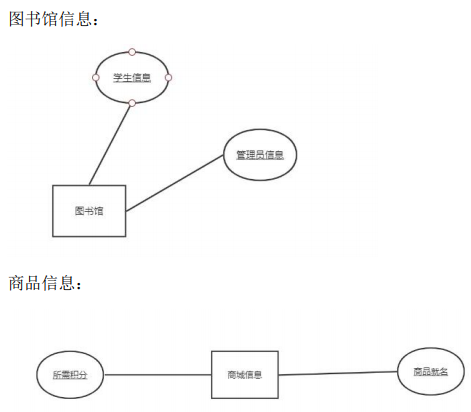 图书馆信息：
学生信息
管理员信息
图书馆
商品信息：
所需积分
商城信息
商品就名